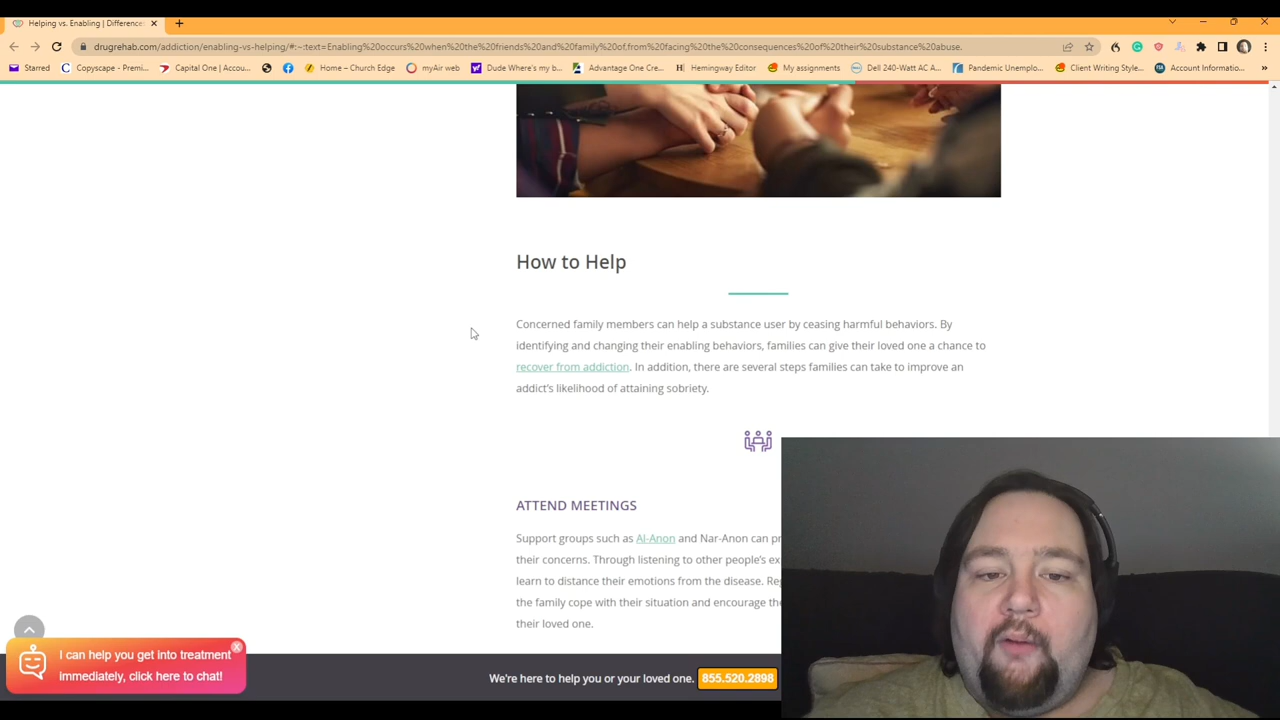 Helping vs. Enabling | Difference
drugrehab.com/addiction/enabling-vs-helping/#:~:text=Enabling%20occurs%20when%20the%20friends%20and%20family%20of,from%20facing%20the%20consequences%20of%20their%20substance%20abuse.
Starred Copyscape - Premi... Capital One | Accou... Home – Church Edge myAir web Dude Where's my b... Advantage One Cre... Hemingway Editor My assignments Dell 240-Watt AC A... Pandemic Unemplo... Client Writing Style... Account Informatio...
How to Help
Concerned family members can help a substance user by ceasing harmful behaviors. By
identifying and changing their enabling behaviors, families can give their loved one a chance to
recover from addiction. In addition, there are several steps families can take to improve an
addict's likelihood of attaining sobriety.
ATTEND MEETINGS
Support groups such as Al-Anon and Nar-Anon can
their concerns. Through listening to other people's
learn to distance their emotions from the disease.
the family cope with their situation and encourage
their loved one.
I can help you get into treatment
immediately, click here to chat!
We're here to help you or your loved one. 855.520.2898